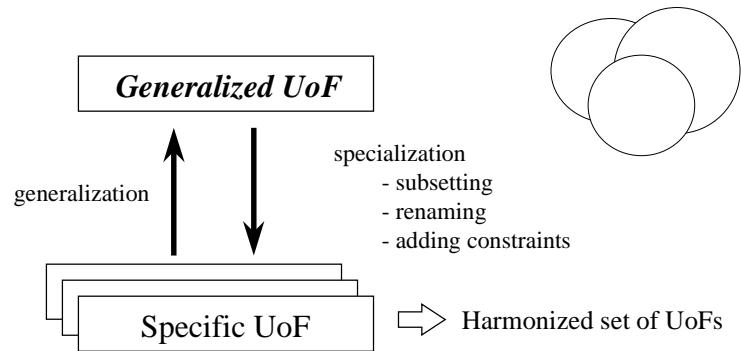 Generalized UoF
generalization
specialization
- subsetting
- renaming
- adding constraints
Specific UoF
Harmonized set of UoFs